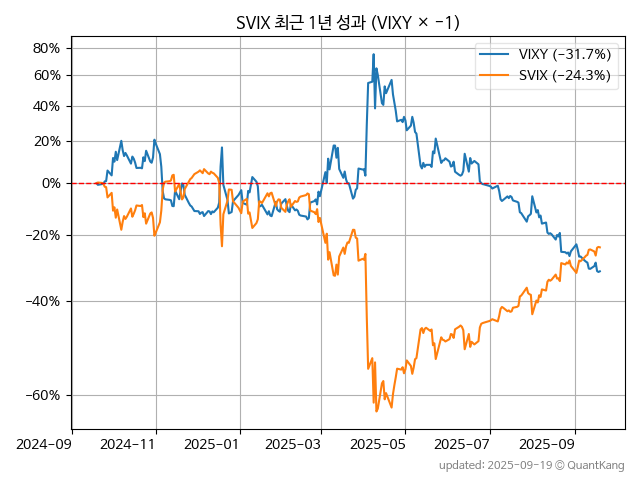 SVIX 최근 1년 성과 (VIXY × −1)
80%
60%
40%
20%
0%
−20%
−40%
−60%
VIXY (−31.7%)
SVIX (−24.3%)
2024-09 2024-11 2025-01 2025-03 2025-05 2025-07 2025-09
updated: 2025-09-19 © QuantKang